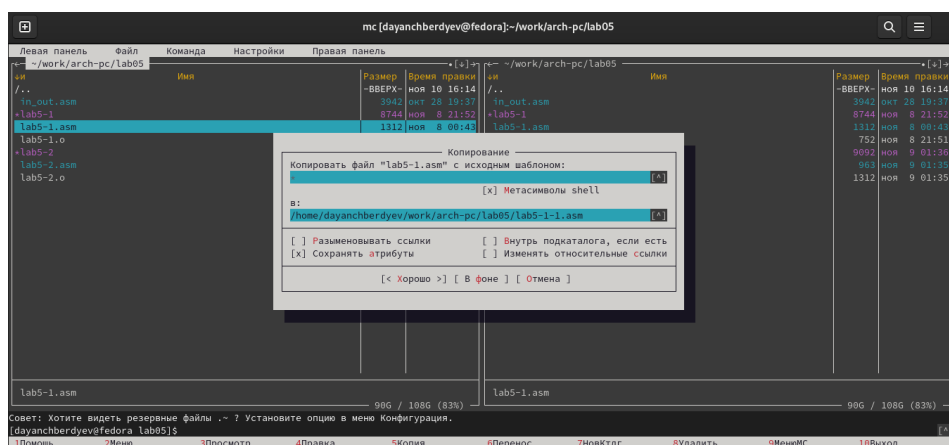 mc [dayanchberdyev@fedora]:~/work/arch-pc/lab05
Левая панель Файл Команда Настройки Правая панель
~/work/arch-pc/lab05 [↓] ~/work/arch-pc/lab05 [↓]
↓и Имя Размер Время правки ↓и Имя Размер Время правки
/.. -ВВЕРХ- ноя 10 16:14 /.. -ВВЕРХ- ноя 10 16:14
in_out.asm 3942 окт 28 19:37 in_out.asm 3942 окт 28 19:37
*lab5-1 8744 ноя 8 21:52 *lab5-1 8744 ноя 8 21:52
lab5-1.asm 1312 ноя 8 00:43 lab5-1.asm 1312 ноя 8 00:43
lab5-1.o 752 ноя 8 21:51
*lab5-2 9092 ноя 9 01:36
lab5-2.asm 963 ноя 9 01:35
lab5-2.o 1312 ноя 9 01:35
Копирование
Копировать файл "lab5-1.asm" с исходным шаблоном:
[^]
[x] Метасимволы shell
в:
/home/dayanchberdyev/work/arch-pc/lab05/lab5-1-1.asm [^]
[ ] Разыменовывать ссылки [ ] Внутрь подкаталога, если есть
[x] Сохранять атрибуты [ ] Изменять относительные ссылки
[< Хорошо >] [ В фоне ] [ Отмена ]
lab5-1.asm lab5-1.asm
90G / 108G (83%) 90G / 108G (83%)
Совет: Хотите видеть резервные файлы .~ ? Установите опцию в меню Конфигурация.
[dayanchberdyev@fedora lab05]$ [^]
1Помощь 2Меню 3Просмотр 4Правка 5Копия 6Перенос 7НовКтлг 8Удалить 9МенюМС 10Выход